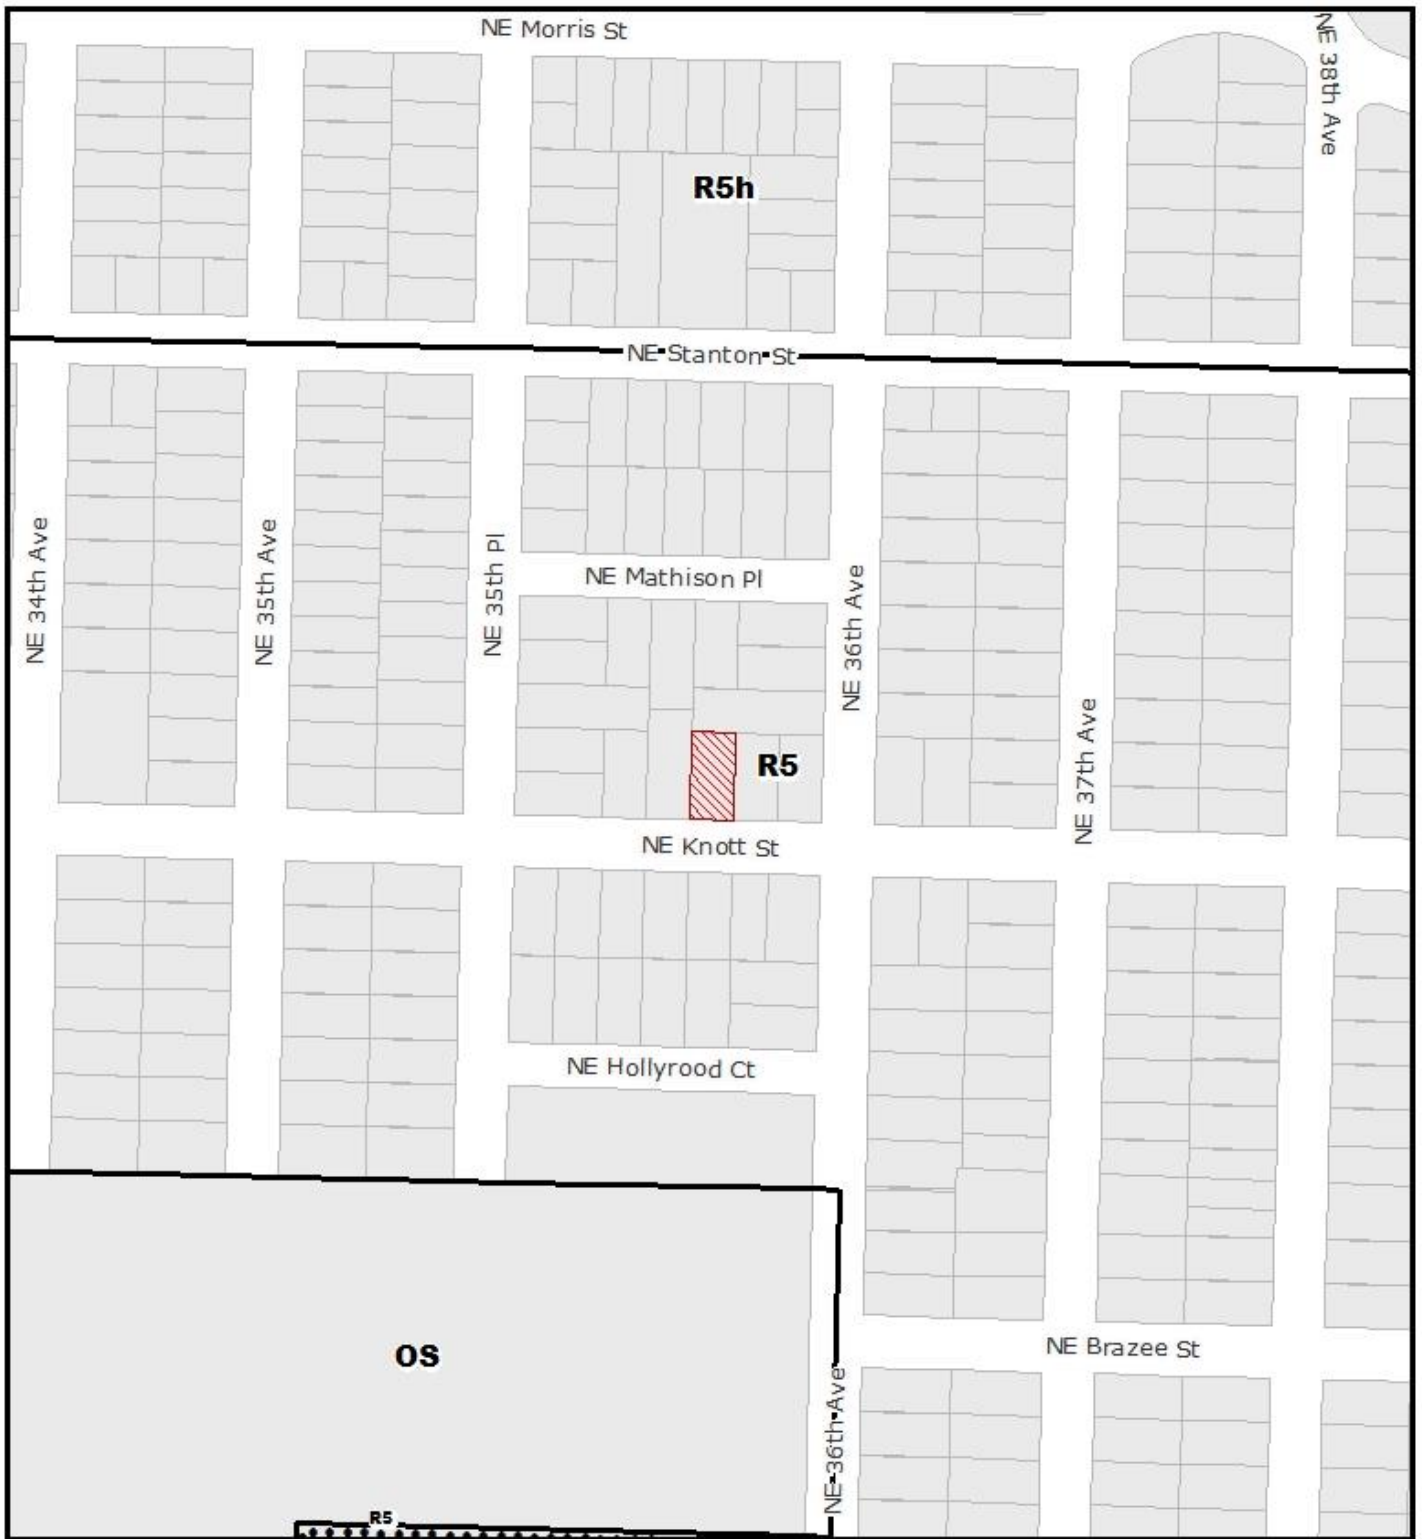 NE Morris St
NE 38th Ave
R5h
NE Stanton St
NE 34th Ave
NE 35th Ave
NE 35th Pl
NE Mathison Pl
NE 36th Ave
NE 37th Ave
R5
NE Knott St
NE Hollyrood Ct
OS
NE Brazee St
NE 36th Ave
R5